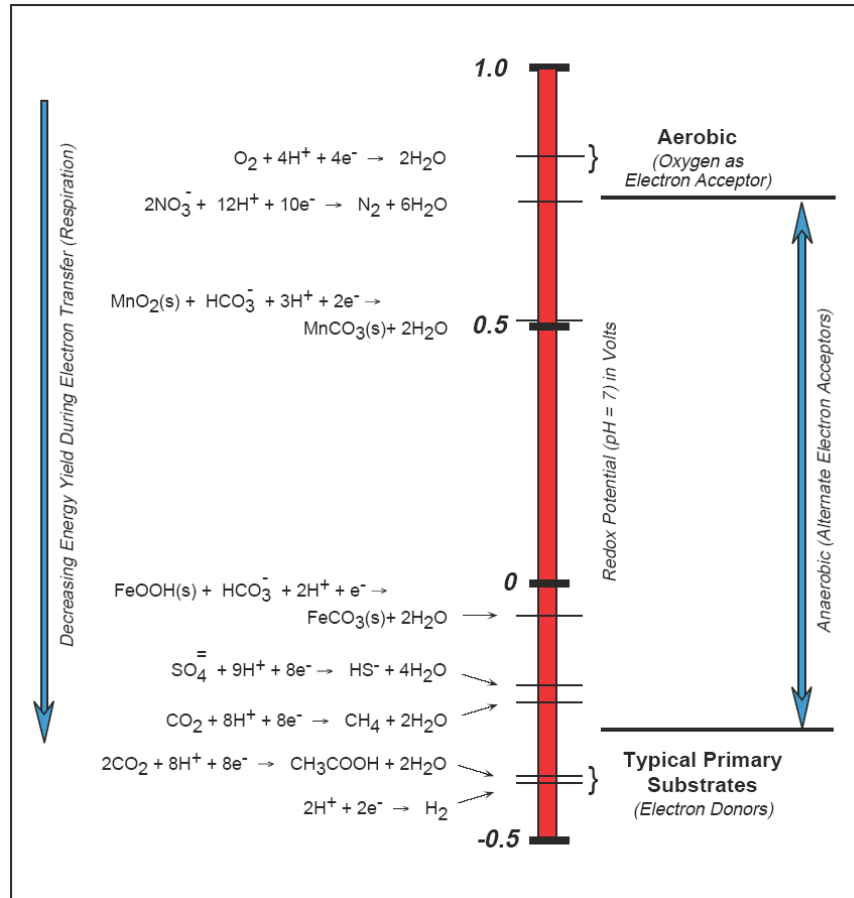 1.0
O₂ + 4H⁺ + 4e⁻ → 2H₂O
2NO₃⁻ + 12H⁺ + 10e⁻ → N₂ + 6H₂O
MnO₂(s) + HCO₃⁻ + 3H⁺ + 2e⁻ →
MnCO₃(s)+ 2H₂O
0.5
0
FeOOH(s) + HCO₃⁻ + 2H⁺ + e⁻ →
FeCO₃(s)+ 2H₂O
SO₄⁼ + 9H⁺ + 8e⁻ → HS⁻ + 4H₂O
CO₂ + 8H⁺ + 8e⁻ → CH₄ + 2H₂O
2CO₂ + 8H⁺ + 8e⁻ → CH₃COOH + 2H₂O
2H⁺ + 2e⁻ → H₂
-0.5
Aerobic
(Oxygen as
Electron Acceptor)
Typical Primary
Substrates
(Electron Donors)
Decreasing Energy Yield During Electron Transfer (Respiration)
Redox Potential (pH = 7) in Volts
Anaerobic (Alternate Electron Acceptors)